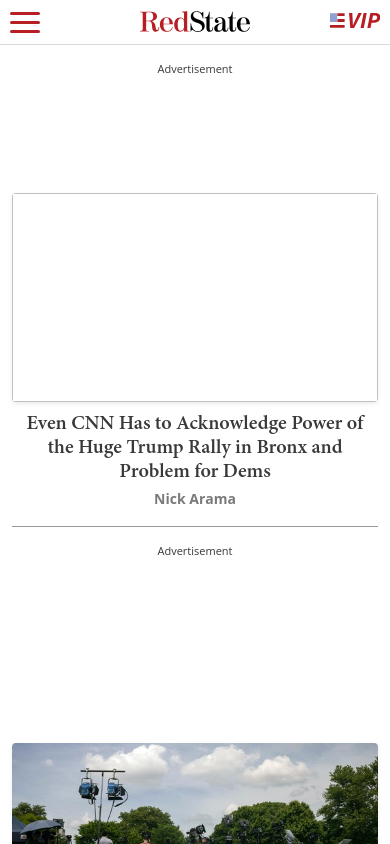 RedState
VIP
Advertisement
Even CNN Has to Acknowledge Power of
the Huge Trump Rally in Bronx and
Problem for Dems
Nick Arama
Advertisement